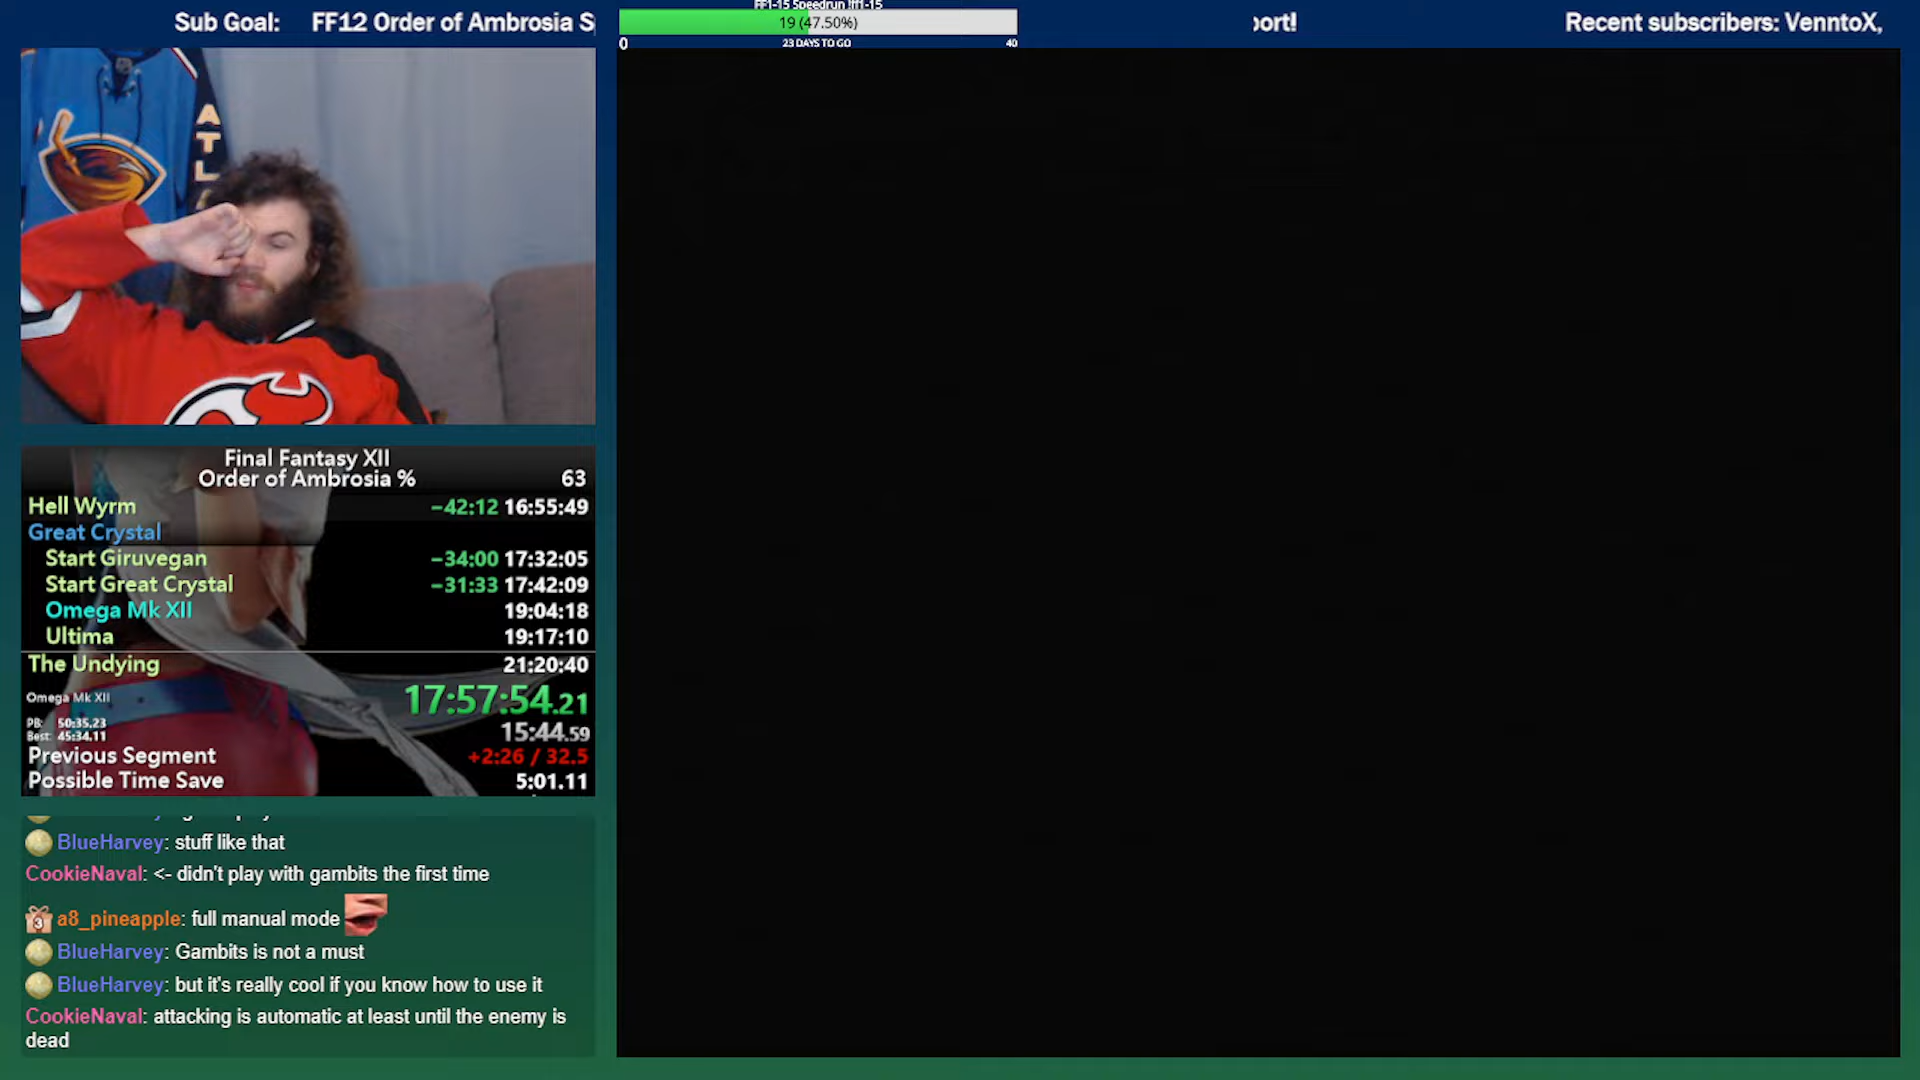 Sub Goal: FF12 Order of Ambrosia S
FF1-15 Speedrun !ff1-15
19 (47.50%)
0 23 DAYS TO GO 40
port!
Recent subscribers: VenntoX,
ATL
Final Fantasy XII
Order of Ambrosia % 63
Hell Wyrm -42:12 16:55:49
Great Crystal
Start Giruvegan -34:00 17:32:05
Start Great Crystal -31:33 17:42:09
Omega Mk XII 19:04:18
Ultima 19:17:10
The Undying 21:20:40
Omega Mk XII 17:57:54.21
PB: 50:35.23
Best: 45:34.11 15:44.59
Previous Segment +2:26 / 32.5
Possible Time Save 5:01.11
BlueHarvey: stuff like that
CookieNaval: <- didn't play with gambits the first time
3 a8_pineapple: full manual mode
BlueHarvey: Gambits is not a must
BlueHarvey: but it's really cool if you know how to use it
CookieNaval: attacking is automatic at least until the enemy is
dead